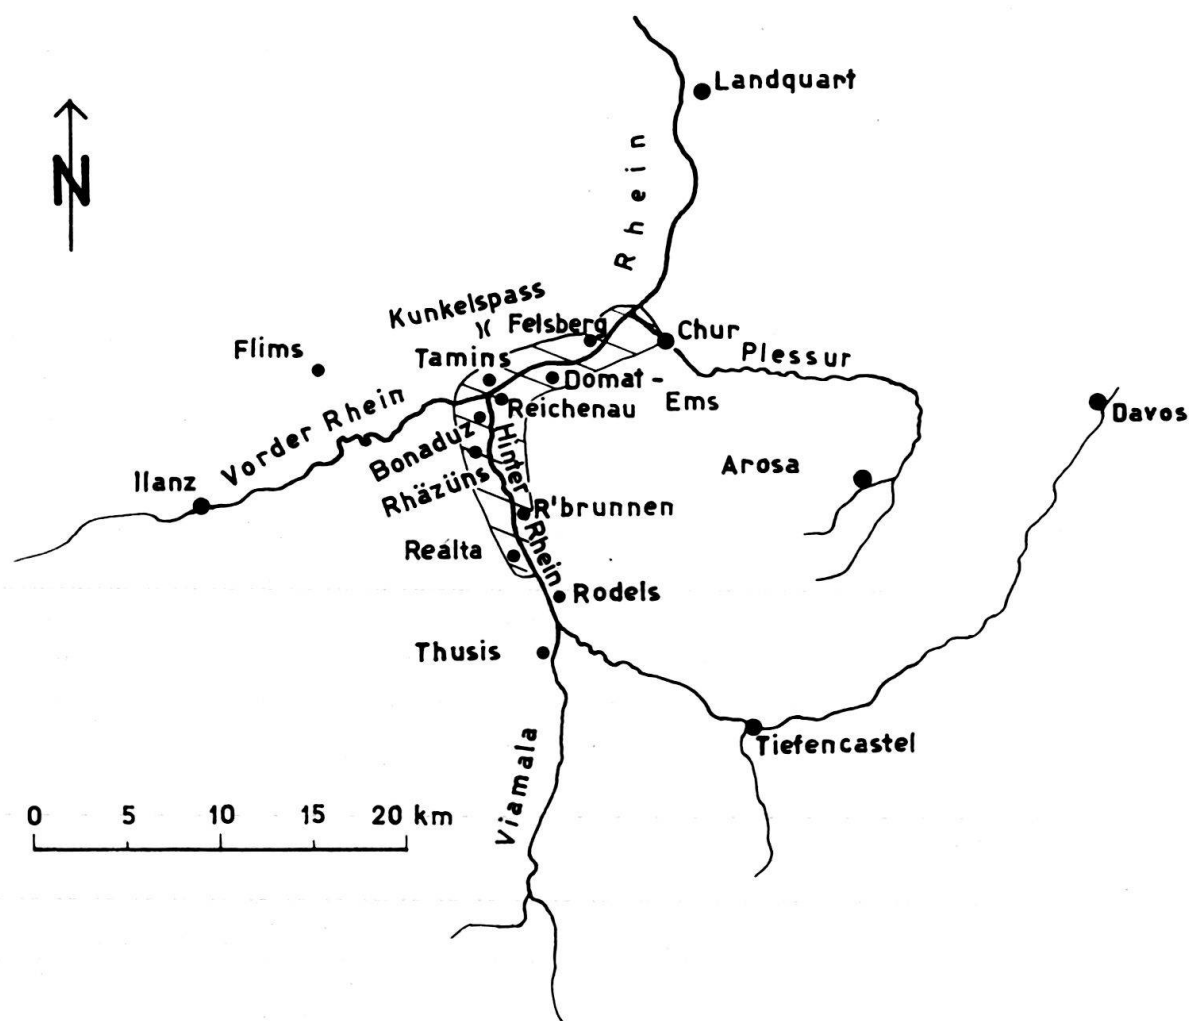 Landquart
N
Rhein
Kunkelspass
)(
Felsberg
Chur
Flims
Tamins
Plessur
Domat-
Ems
Vorder Rhein
Reichenau
Davos
Bonaduz
Hinter
Rhein
Arosa
Ilanz
Rhäzüns
R'brunnen
Reálta
Rodels
Thusis
Tiefencastel
Viamala
0 5 10 15 20 km